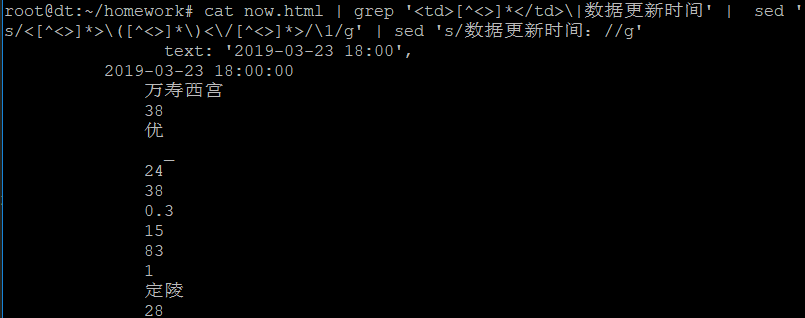 root@dt:~/homework# cat now.html | grep '<td>[^<>]*</td>\|数据更新时间' |  sed '
s/<[^<>]*>\([^<>]*\)<\/[^<>]*>/\1/g' | sed 's/数据更新时间：//g'
text: '2019-03-23 18:00',
2019-03-23 18:00:00
万寿西宫
38
优
_
24
38
0.3
15
83
1
定陵
28